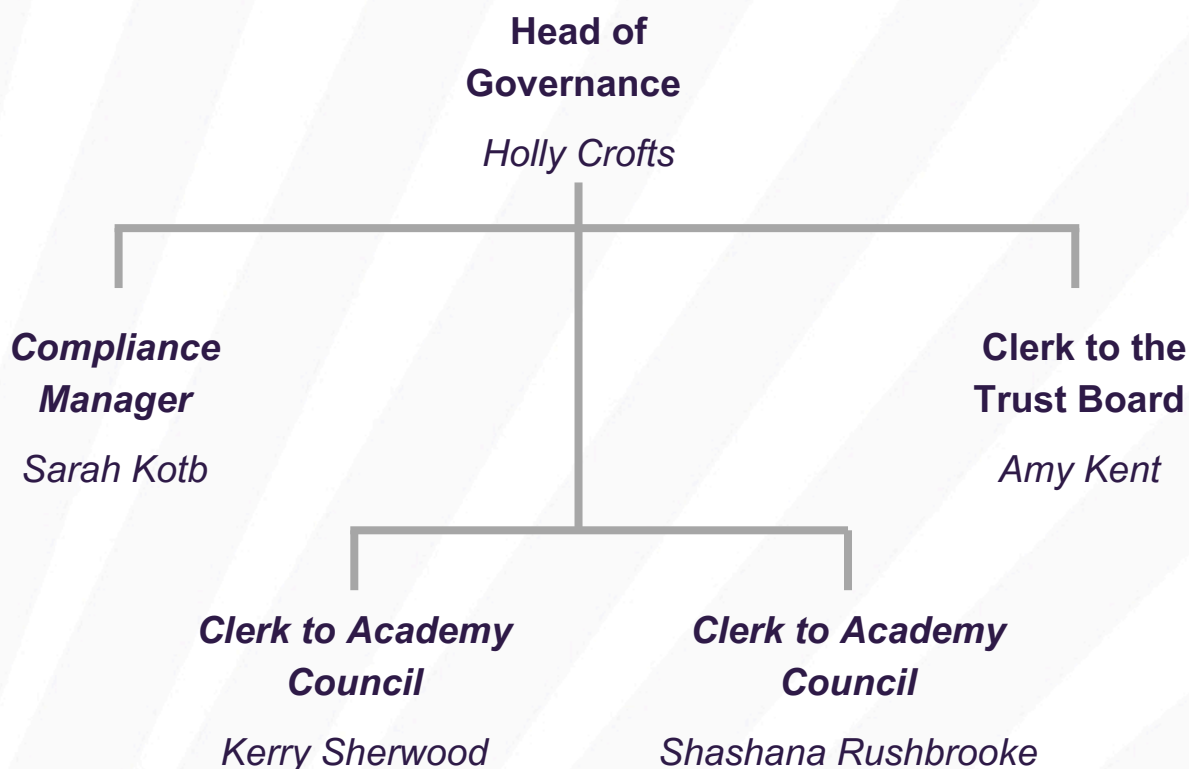 Head of
Governance
Holly Crofts
Compliance
Manager
Sarah Kotb
Clerk to the
Trust Board
Amy Kent
Clerk to Academy
Council
Kerry Sherwood
Clerk to Academy
Council
Shashana Rushbrooke